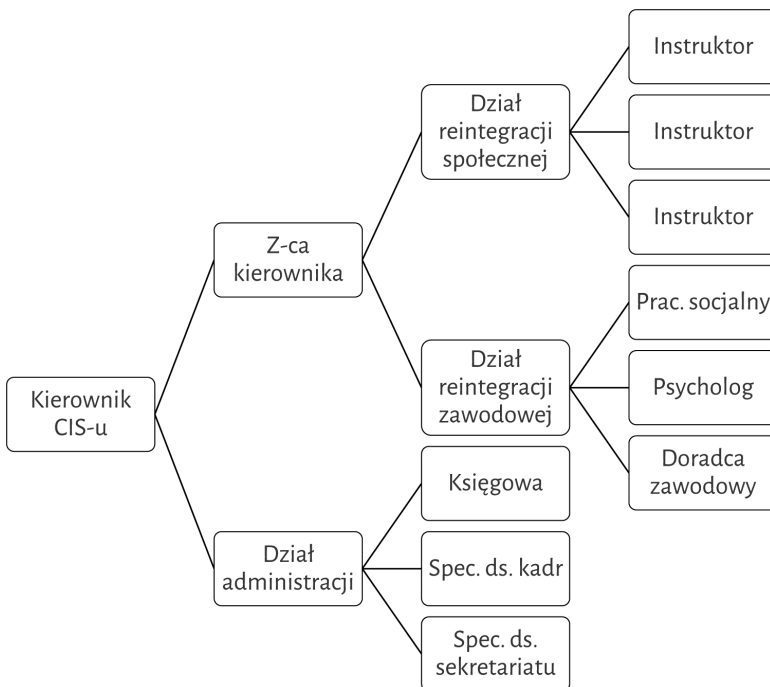 Kierownik
CIS-u
Z-ca
kierownika
Dział
reintegracji
społecznej
Instruktor
Instruktor
Instruktor
Dział
reintegracji
zawodowej
Prac. socjalny
Psycholog
Doradca
zawodowy
Dział
administracji
Księgowa
Spec. ds. kadr
Spec. ds.
sekretariatu